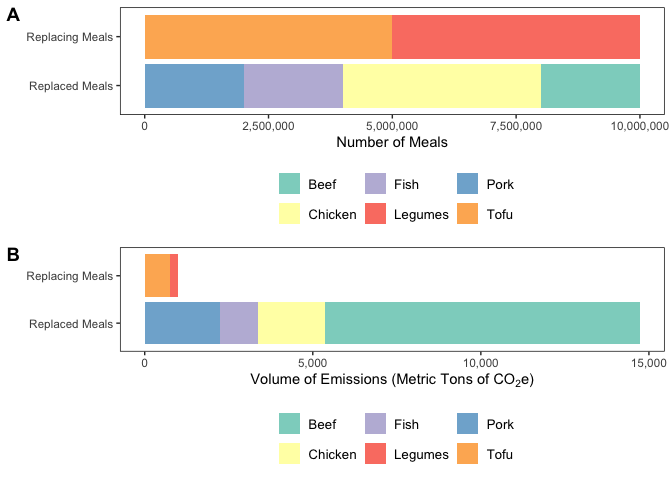 A
Replacing Meals
Replaced Meals
0 2,500,000 5,000,000 7,500,000 10,000,000
Number of Meals
Beef Fish Pork
Chicken Legumes Tofu
B
Replacing Meals
Replaced Meals
0 5,000 10,000 15,000
Volume of Emissions (Metric Tons of CO₂e)
Beef Fish Pork
Chicken Legumes Tofu